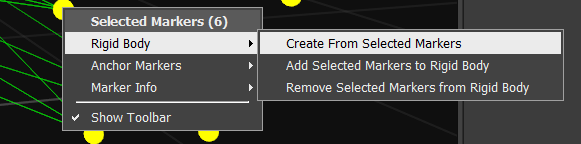 Selected Markers (6)
Rigid Body
Create From Selected Markers
Anchor Markers
Add Selected Markers to Rigid Body
Marker Info
Remove Selected Markers from Rigid Body
Show Toolbar